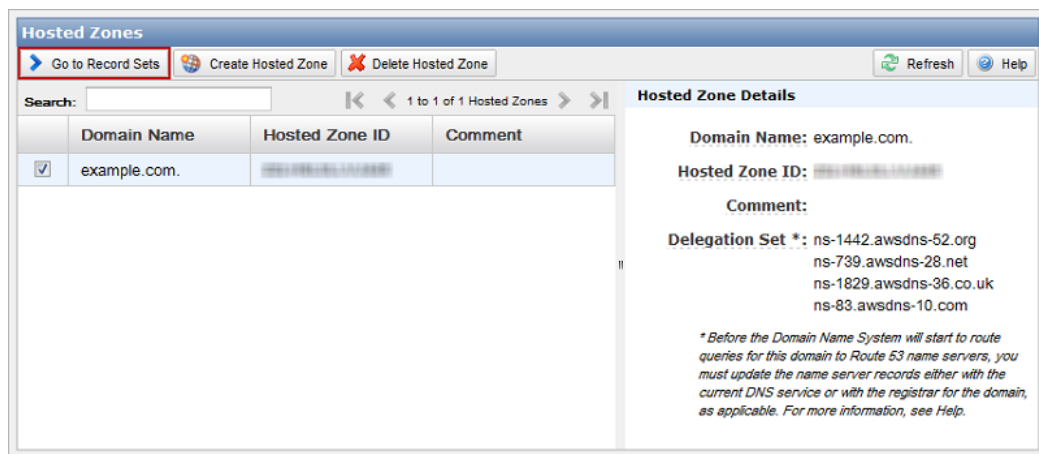 Hosted Zones
Go to Record Sets Create Hosted Zone Delete Hosted Zone Refresh Help
Search: 1 to 1 of 1 Hosted Zones
Domain Name Hosted Zone ID Comment
example.com.
Hosted Zone Details
Domain Name: example.com.
Hosted Zone ID:
Comment:
Delegation Set *: ns-1442.awsdns-52.org
ns-739.awsdns-28.net
ns-1829.awsdns-36.co.uk
ns-83.awsdns-10.com
* Before the Domain Name System will start to route
queries for this domain to Route 53 name servers, you
must update the name server records either with the
current DNS service or with the registrar for the domain,
as applicable. For more information, see Help.